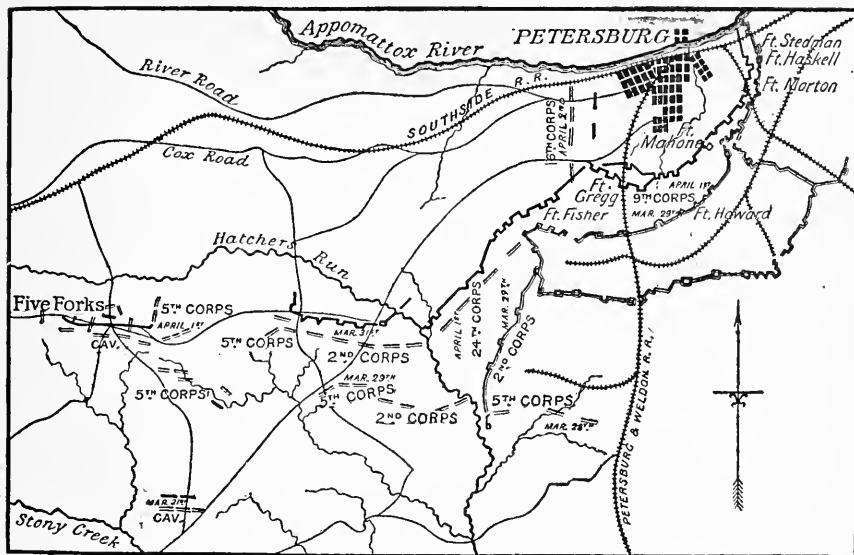 Appomattox River
PETERSBURG
Ft. Stedman
Ft. Haskell
Ft. Morton
River Road
SOUTHSIDE R.R.
Cox Road
6TH CORPS
APRIL 2ND
Ft. Mahone
Ft. Gregg
APRIL 1ST
9TH CORPS
MAR. 29TH
Ft. Fisher
Ft. Howard
Hatchers Run
Five Forks
5TH CORPS
APRIL 1ST
CAV.
5TH CORPS
MAR. 31ST
2ND CORPS
APRIL 1ST
24TH CORPS
MAR. 29TH
2ND CORPS
5TH CORPS
MAR. 29TH
5TH CORPS
2ND CORPS
5TH CORPS
MAR. 28TH
MAR. 31ST
CAV.
Stony Creek
PETERSBURG & WELDON R.R.